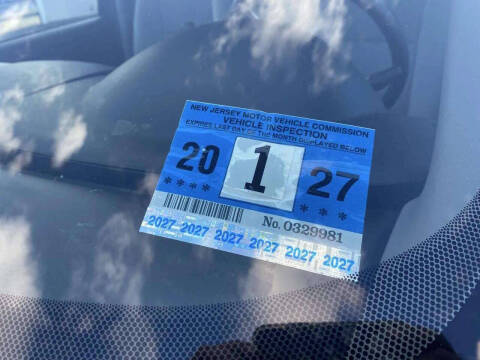 NEW JERSEY MOTOR VEHICLE COMMISSION
VEHICLE INSPECTION
EXPIRES LAST DAY OF THE MONTH DISPLAYED BELOW
20 1 27
No. 0329981
2027 2027 2027 2027 2027 2027 2027